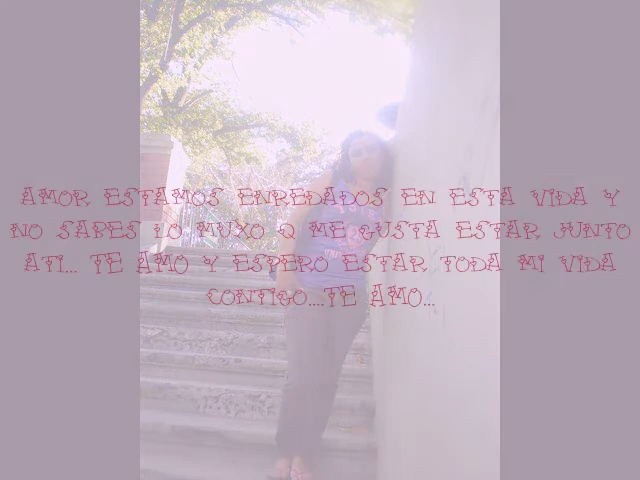 AMOR ESTAMOS ENREDADOS EN ESTA VIDA Y
NO SABES LO MUXO Q ME GUSTA ESTAR JUNTO
ATI... TE AMO Y ESPERO ESTAR TODA MI VIDA
CONTIGO....TE AMO...